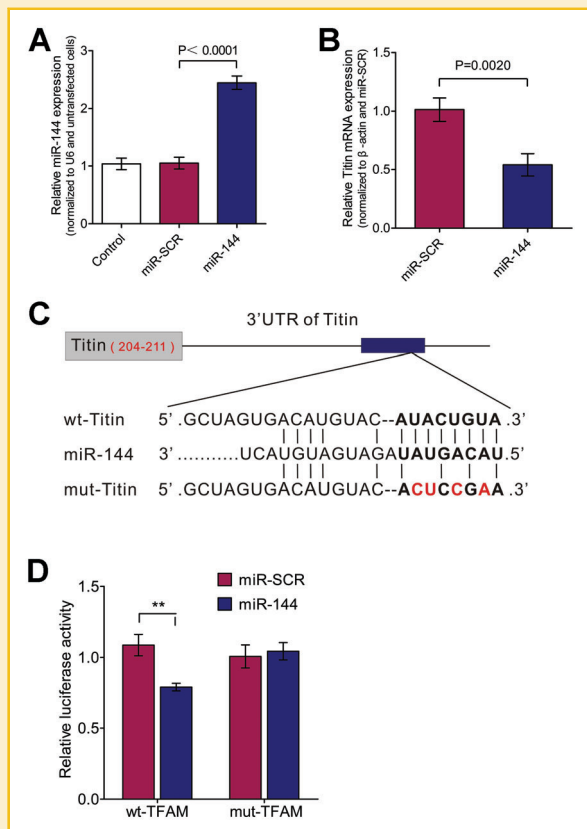 A
Relative miR-144 expression
(normalized to U6 and untransfected cells)
3
2
1
0
P< 0.0001
Control
miR-SCR
miR-144
B
Relative Titin mRNA expression
(normalized to β -actin and miR-SCR)
1.5
1.0
0.5
0.0
P=0.0020
miR-SCR
miR-144
C
3'UTR of Titin
Titin ( 204-211 )
wt-Titin 5' .GCUAGUGACAUGUAC--AUACUGUA.3'
miR-144 3' ..........UCAUGUAGUAGAUAUGACAU.5'
mut-Titin 5' .GCUAGUGACAUGUAC--ACUCCGAA.3'
D
miR-SCR
miR-144
Relative luciferase activity
1.5
1.0
0.5
0.0
**
wt-TFAM
mut-TFAM